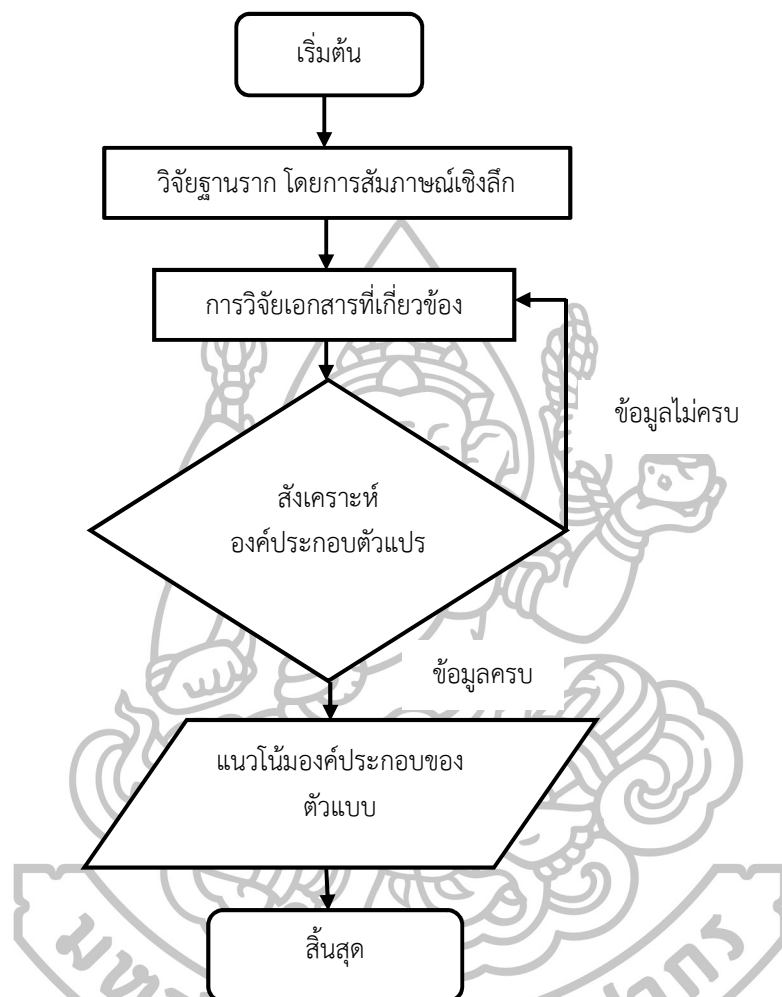 เริ่มต้น
วิจัยฐานราก โดยการสัมภาษณ์เชิงลึก
การวิจัยเอกสารที่เกี่ยวข้อง
ข้อมูลไม่ครบ
สังเคราะห์
องค์ประกอบตัวแปร
ข้อมูลครบ
แนวโน้มองค์ประกอบของ
ตัวแบบ
สิ้นสุด